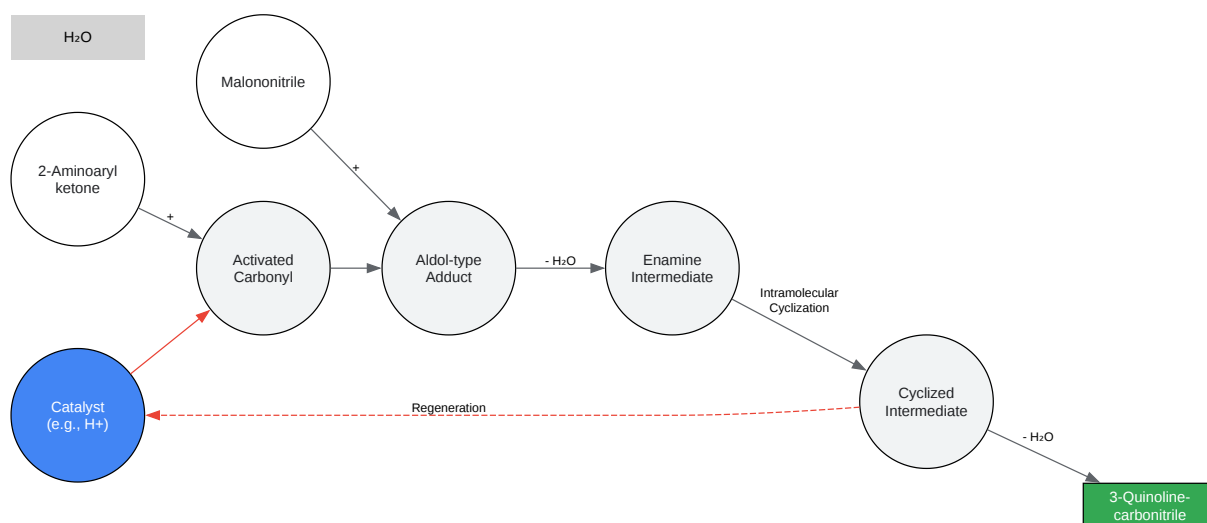 H₂O
Malononitrile
2-Aminoaryl
ketone
+
+
Activated
Carbonyl
Aldol-type
Adduct
- H₂O
Enamine
Intermediate
Intramolecular
Cyclization
Catalyst
(e.g., H+)
Regeneration
Cyclized
Intermediate
- H₂O
3-Quinoline-
carbonitrile